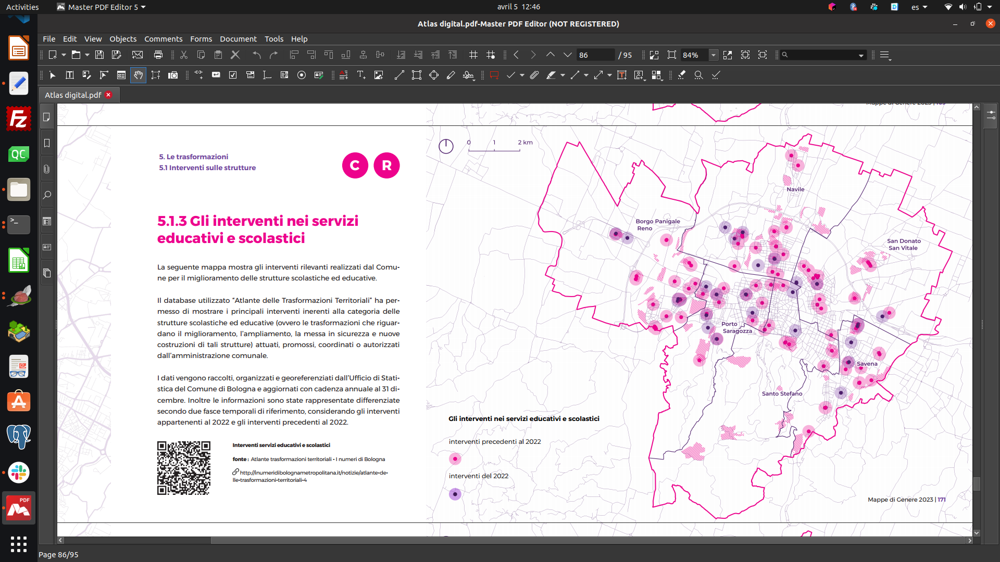 Activities
Master PDF Editor 5
avril 5 12:46
es
Atlas digital.pdf-Master PDF Editor (NOT REGISTERED)
File Edit View Objects Comments Forms Document Tools Help
86 / 95
84%
Atlas digital.pdf
0 1 2 km
5. Le trasformazioni
5.1 Interventi sulle strutture
C R
5.1.3 Gli interventi nei servizi
educativi e scolastici
La seguente mappa mostra gli interventi rilevanti realizzati dal Comu-
ne per il miglioramento delle strutture scolastiche ed educative.
Il database utilizzato “Atlante delle Trasformazioni Territoriali” ha per-
messo di mostrare i principali interventi inerenti alla categoria delle
strutture scolastiche ed educative (ovvero le trasformazioni che riguar-
dano il miglioramento, l’ampliamento, la messa in sicurezza e nuove
costruzioni di tali strutture) attuati, promossi, coordinati o autorizzati
dall’amministrazione comunale.
I dati vengono raccolti, organizzati e georeferenziati dall’Ufficio di Stati-
stica del Comune di Bologna e aggiornati con cadenza annuale al 31 di-
cembre. Inoltre le informazioni sono state rappresentate differenziate
secondo due fasce temporali di riferimento, considerando gli interventi
appartenenti al 2022 e gli interventi precedenti al 2022.
Interventi servizi educativi e scolastici
fonte : Atlante trasformazioni territoriali - I numeri di Bologna
http://inumeridibolognametropolitana.it/notizie/atlante-de-
lle-trasformazioni-territoriali-4
Navile
Borgo Panigale
Reno
San Donato
San Vitale
Porto
Saragozza
Savena
Santo Stefano
Gli interventi nei servizi educativi e scolastici
interventi precedenti al 2022
interventi del 2022
Mappe di Genere 2023 | 171
Page 86/95